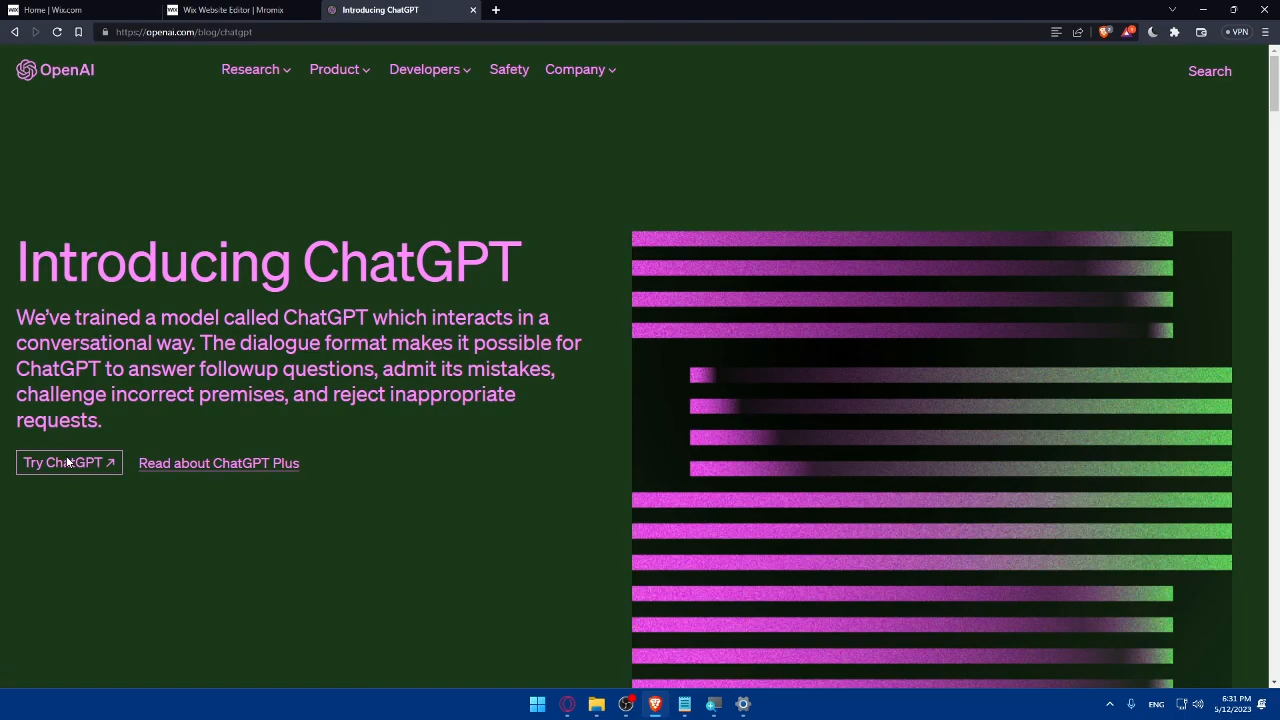 Home | Wix.com
Wix Website Editor | Mromix
Introducing ChatGPT
https://openai.com/blog/chatgpt
VPN
OpenAI
Research
Product
Developers
Safety
Company
Search
Introducing ChatGPT
We’ve trained a model called ChatGPT which interacts in a
conversational way. The dialogue format makes it possible for
ChatGPT to answer followup questions, admit its mistakes,
challenge incorrect premises, and reject inappropriate
requests.
Try ChatGPT ↗
Read about ChatGPT Plus
ENG
6:31 PM
5/12/2023